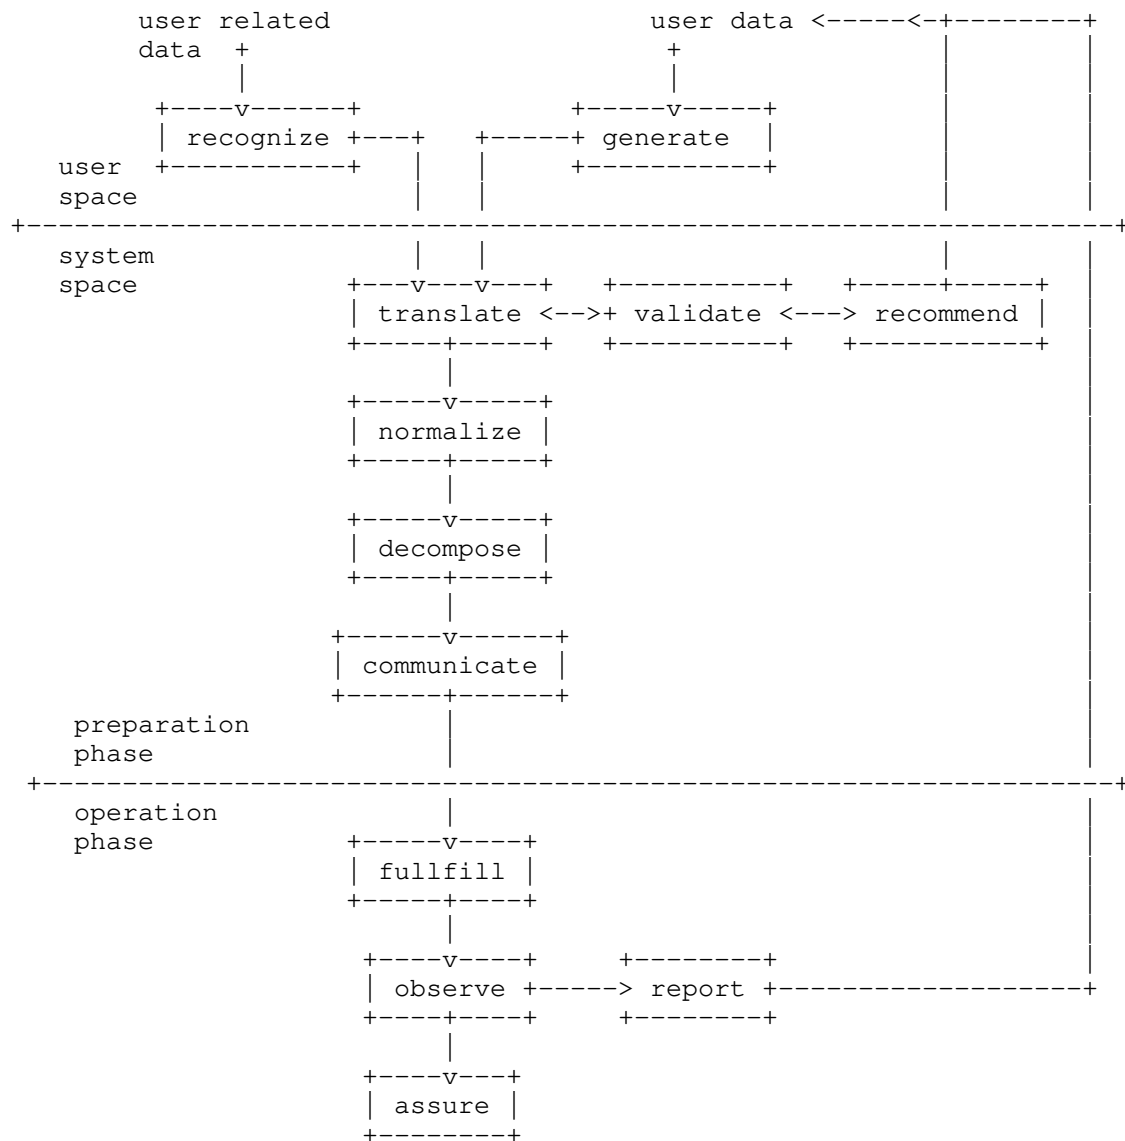 user related user data
data
recognize generate
user
space
system
space
translate validate recommend
normalize
decompose
communicate
preparation
phase
operation
phase
fullfill
observe report
assure